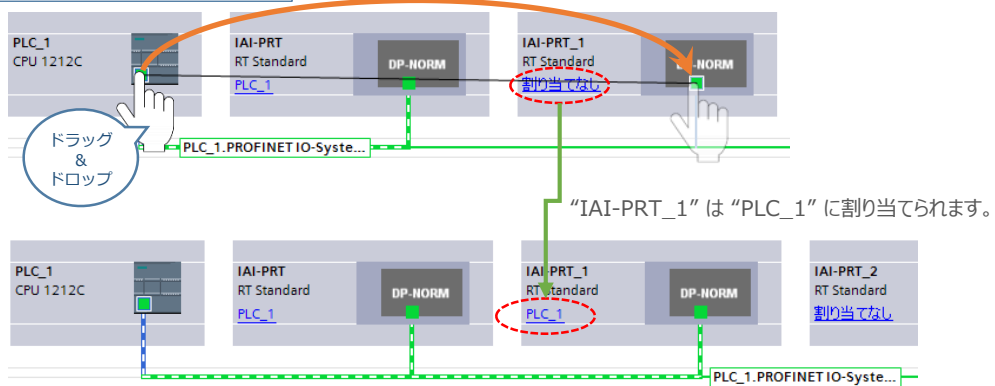 PLC_1
CPU 1212C
IAI-PRT
RT Standard
PLC_1
DP-NORM
IAI-PRT_1
RT Standard
割り当てなし
DP-NORM
ドラッグ
&
ドロップ
PLC_1.PROFINET IO-Syste...
“IAI-PRT_1” は “PLC_1” に割り当てられます。
PLC_1
CPU 1212C
IAI-PRT
RT Standard
PLC_1
DP-NORM
IAI-PRT_1
RT Standard
PLC_1
DP-NORM
IAI-PRT_2
RT Standard
割り当てなし
PLC_1.PROFINET IO-Syste...